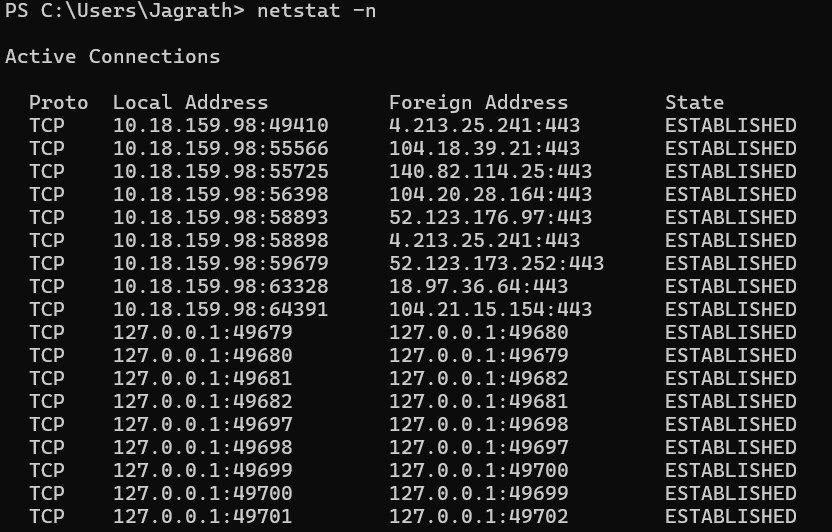 PS C:\Users\Jagrath> netstat -n
Active Connections
Proto Local Address Foreign Address State
TCP 10.18.159.98:49410 4.213.25.241:443 ESTABLISHED
TCP 10.18.159.98:55566 104.18.39.21:443 ESTABLISHED
TCP 10.18.159.98:55725 140.82.114.25:443 ESTABLISHED
TCP 10.18.159.98:56398 104.20.28.164:443 ESTABLISHED
TCP 10.18.159.98:58893 52.123.176.97:443 ESTABLISHED
TCP 10.18.159.98:58898 4.213.25.241:443 ESTABLISHED
TCP 10.18.159.98:59679 52.123.173.252:443 ESTABLISHED
TCP 10.18.159.98:63328 18.97.36.64:443 ESTABLISHED
TCP 10.18.159.98:64391 104.21.15.154:443 ESTABLISHED
TCP 127.0.0.1:49679 127.0.0.1:49680 ESTABLISHED
TCP 127.0.0.1:49680 127.0.0.1:49679 ESTABLISHED
TCP 127.0.0.1:49681 127.0.0.1:49682 ESTABLISHED
TCP 127.0.0.1:49682 127.0.0.1:49681 ESTABLISHED
TCP 127.0.0.1:49697 127.0.0.1:49698 ESTABLISHED
TCP 127.0.0.1:49698 127.0.0.1:49697 ESTABLISHED
TCP 127.0.0.1:49699 127.0.0.1:49700 ESTABLISHED
TCP 127.0.0.1:49700 127.0.0.1:49699 ESTABLISHED
TCP 127.0.0.1:49701 127.0.0.1:49702 ESTABLISHED